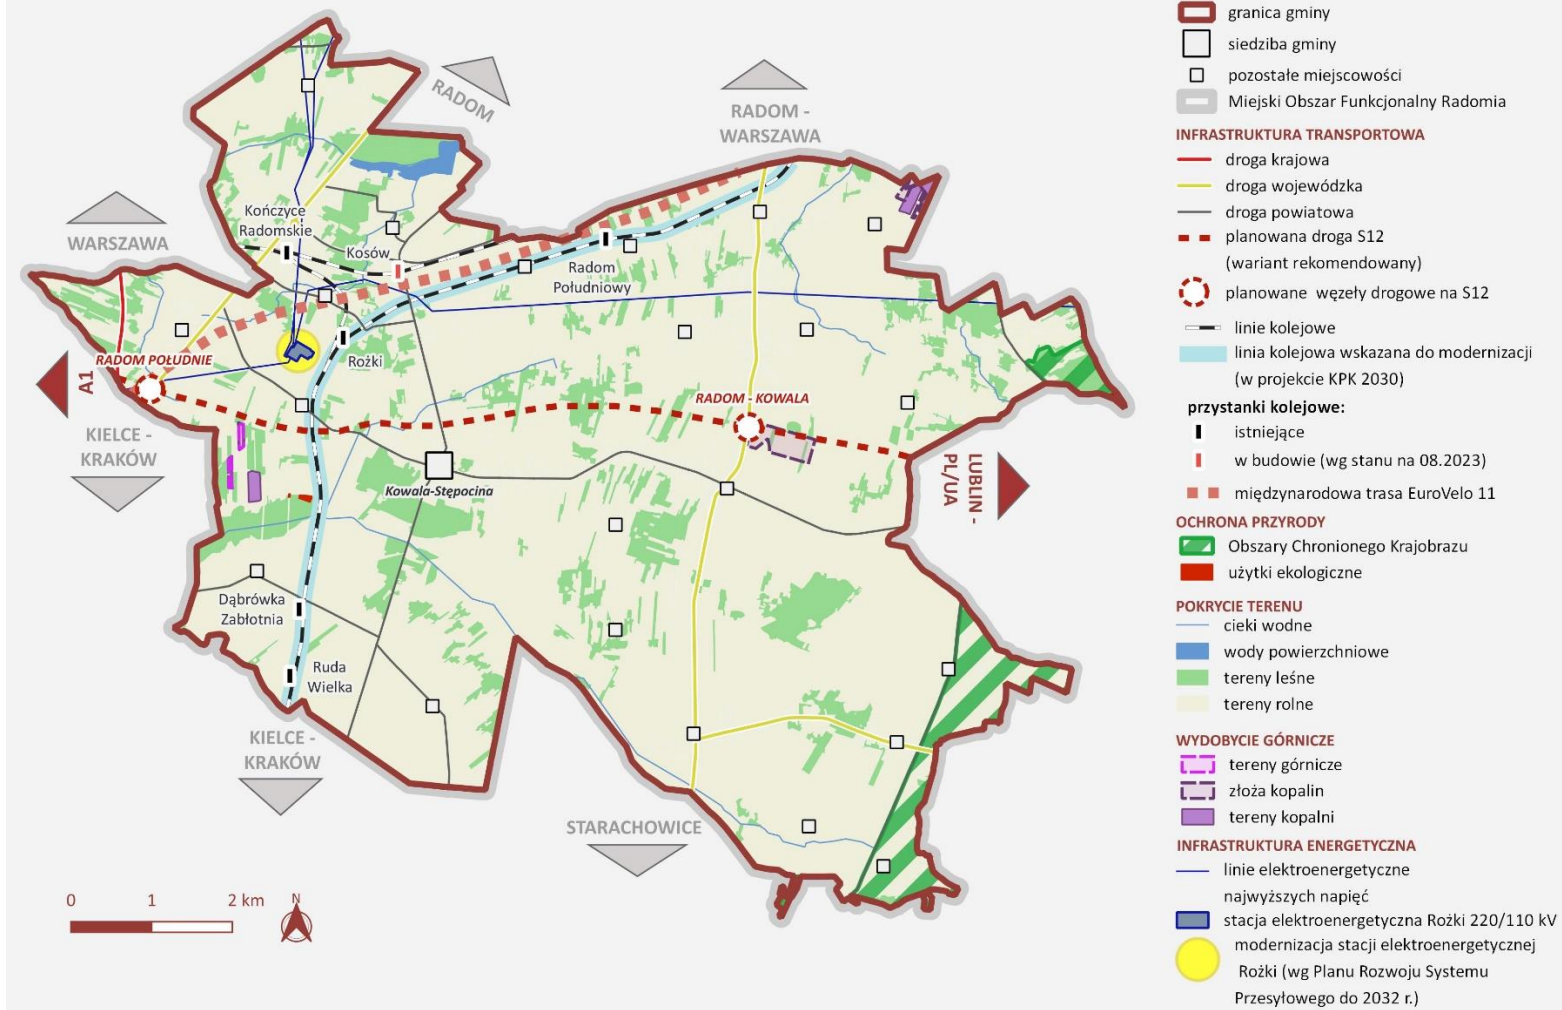 RADOM
RADOM -
WARSZAWA
WARSZAWA
Kończyce
Radomskie
Kosów
Radom
Południowy
Rożki
RADOM POŁUDNIE
A1
RADOM - KOWALA
KIELCE -
KRAKÓW
LUBLIN -
PL/UA
Kowala-Stępocina
Dąbrówka
Zabłotnia
Ruda
Wielka
KIELCE -
KRAKÓW
STARACHOWICE
0 1 2 km
N
granica gminy
siedziba gminy
pozostałe miejscowości
Miejski Obszar Funkcjonalny Radomia
INFRASTRUKTURA TRANSPORTOWA
droga krajowa
droga wojewódzka
droga powiatowa
planowana droga S12
(wariant rekomendowany)
planowane węzeły drogowe na S12
linie kolejowe
linia kolejowa wskazana do modernizacji
(w projekcie KPK 2030)
przystanki kolejowe:
istniejące
w budowie (wg stanu na 08.2023)
międzynarodowa trasa EuroVelo 11
OCHRONA PRZYRODY
Obszary Chronionego Krajobrazu
użytki ekologiczne
POKRYCIE TERENU
cieki wodne
wody powierzchniowe
tereny leśne
tereny rolne
WYDOBYCIE GÓRNICZE
tereny górnicze
złoża kopalin
tereny kopalni
INFRASTRUKTURA ENERGETYCZNA
linie elektroenergetyczne
najwyższych napięć
stacja elektroenergetyczna Rożki 220/110 kV
modernizacja stacji elektroenergetycznej
Rożki (wg Planu Rozwoju Systemu
Przesyłowego do 2032 r.)